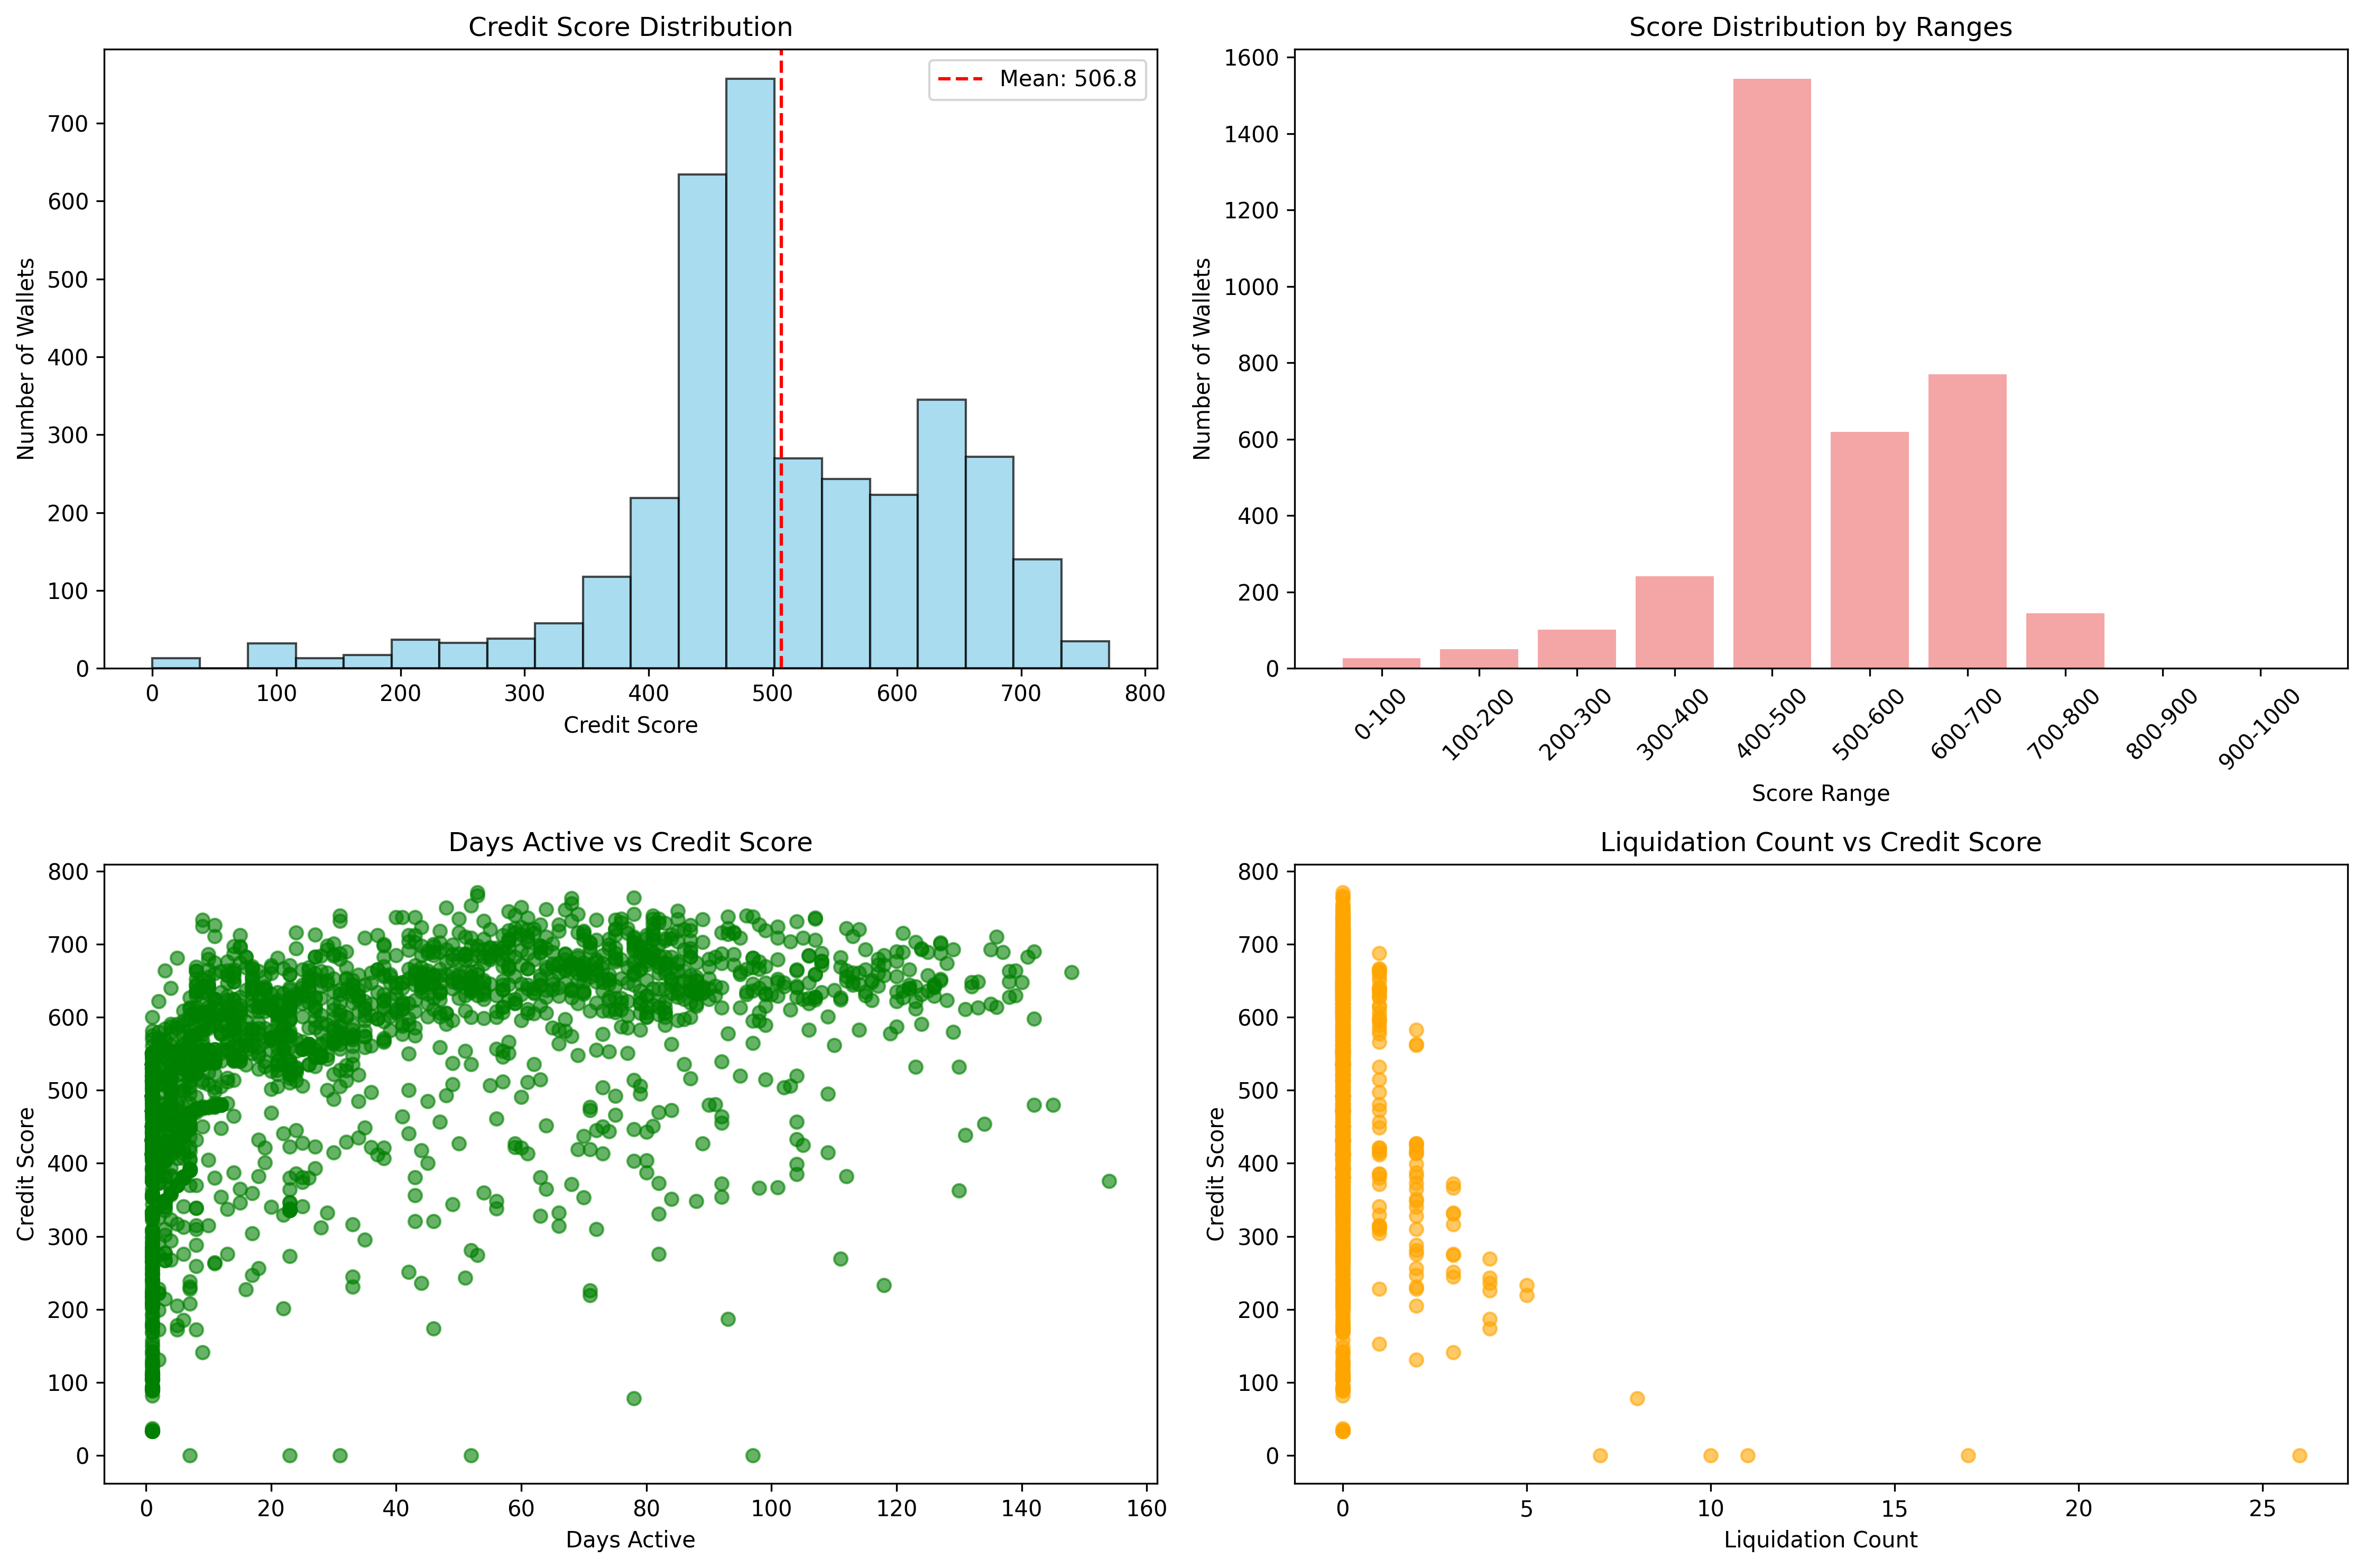 Credit Score Distribution
Mean: 506.8
Number of Wallets
700
600
500
400
300
200
100
0
0 100 200 300 400 500 600 700 800
Credit Score
Score Distribution by Ranges
Number of Wallets
1600
1400
1200
1000
800
600
400
200
0
0-100 100-200 200-300 300-400 400-500 500-600 600-700 700-800 800-900 900-1000
Score Range
Days Active vs Credit Score
Credit Score
800
700
600
500
400
300
200
100
0
0 20 40 60 80 100 120 140 160
Days Active
Liquidation Count vs Credit Score
Credit Score
800
700
600
500
400
300
200
100
0
0 5 10 15 20 25
Liquidation Count